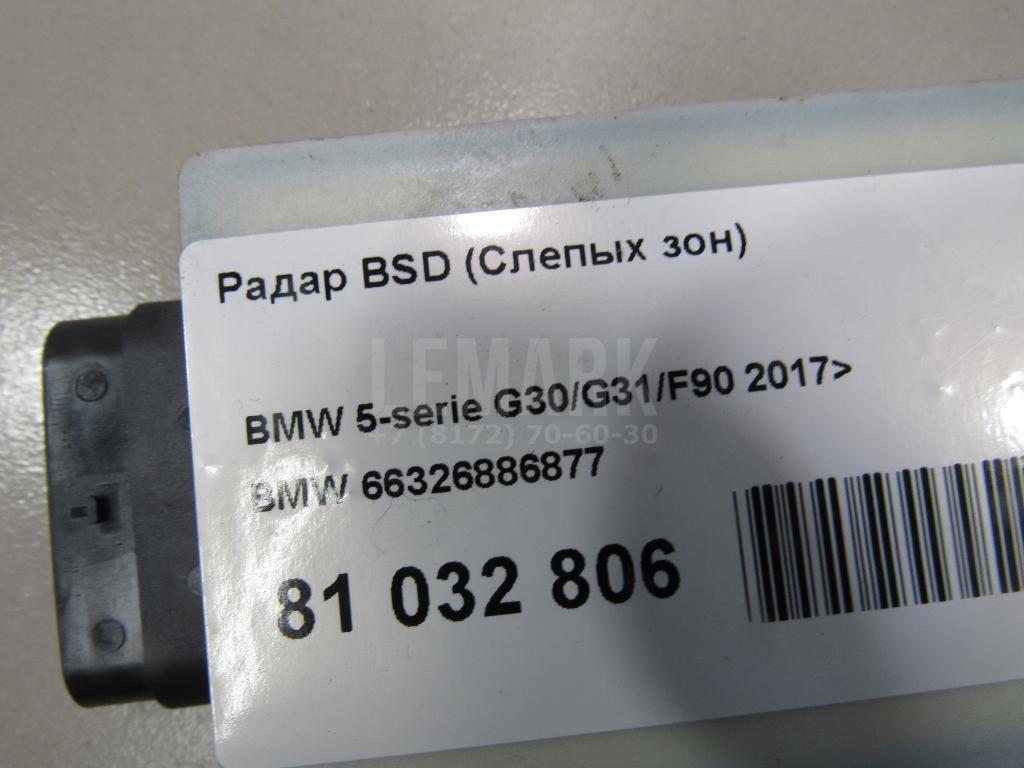 Радар BSD (Слепых зон)
LEMARK
BMW 5-serie G30/G31/F90 2017>
+7 (8172) 70-60-30
BMW 66326886877
81 032 806